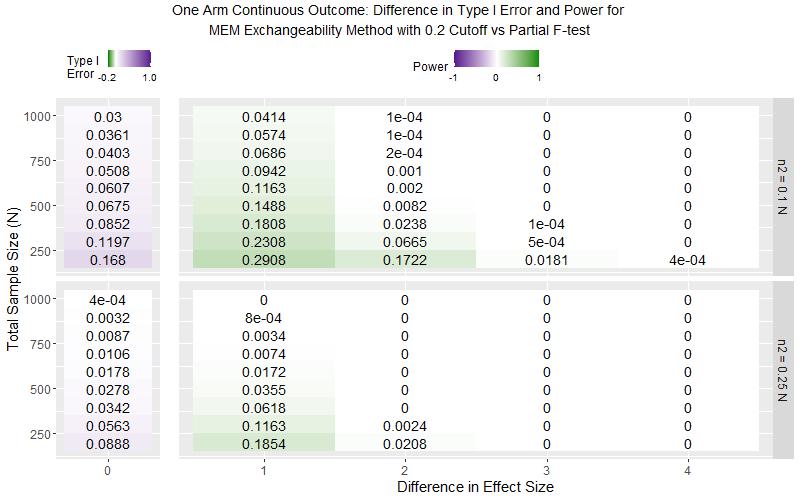 One Arm Continuous Outcome: Difference in Type I Error and Power for
MEM Exchangeability Method with 0.2 Cutoff vs Partial F-test
Type I
Error -0.2 1.0
Power -1 0 1
Total Sample Size (N)
1000 0.03 0.0414 1e-04 0 0
0.0361 0.0574 1e-04 0 0
0.0403 0.0686 2e-04 0 0
750
0.0508 0.0942 0.001 0 0
0.0607 0.1163 0.002 0 0
500 0.0675 0.1488 0.0082 0 0
0.0852 0.1808 0.0238 1e-04 0
0.1197 0.2308 0.0665 5e-04 0
250
0.168 0.2908 0.1722 0.0181 4e-04
n2 = 0.1 N
1000 4e-04 0 0 0 0
0.0032 8e-04 0 0 0
0.0087 0.0034 0 0 0
750
0.0106 0.0074 0 0 0
0.0178 0.0172 0 0 0
500 0.0278 0.0355 0 0 0
0.0342 0.0618 0 0 0
0.0563 0.1163 0.0024 0 0
250
0.0888 0.1854 0.0208 0 0
n2 = 0.25 N
0 1 2 3 4
Difference in Effect Size